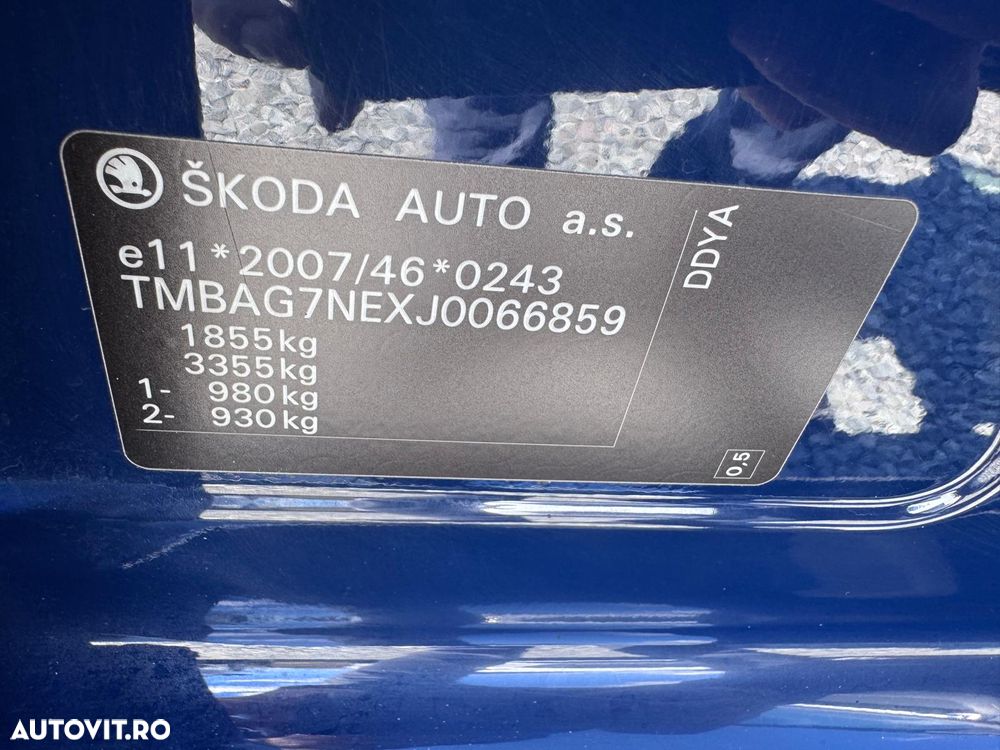 ŠKODA AUTO a.s.
e11*2007/46*0243
TMBAG7NEXJ0066859
1855kg
3355kg
1- 980kg
2- 930kg
DDYA
0,5
AUTOVIT.RO